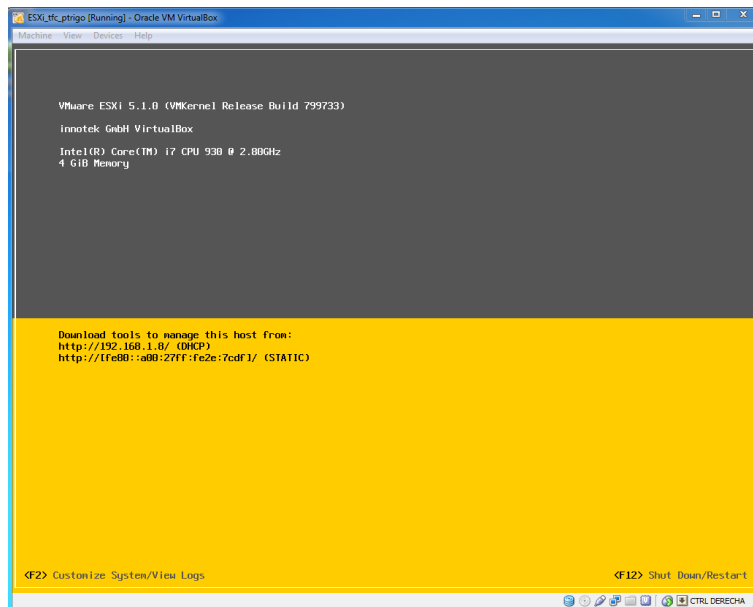 ESXi_tfc_ptrigo [Running] - Oracle VM VirtualBox
Machine View Devices Help
VMware ESXi 5.1.0 (VMKernel Release Build 799733)
innotek GmbH VirtualBox
Intel(R) Core(TM) i7 CPU 930 @ 2.80GHz
4 GiB Memory
Download tools to manage this host from:
http://192.168.1.8/ (DHCP)
http://[fe80::a00:27ff:fe2e:7cdf]/ (STATIC)
<F2> Customize System/View Logs
<F12> Shut Down/Restart
CTRL DERECHA